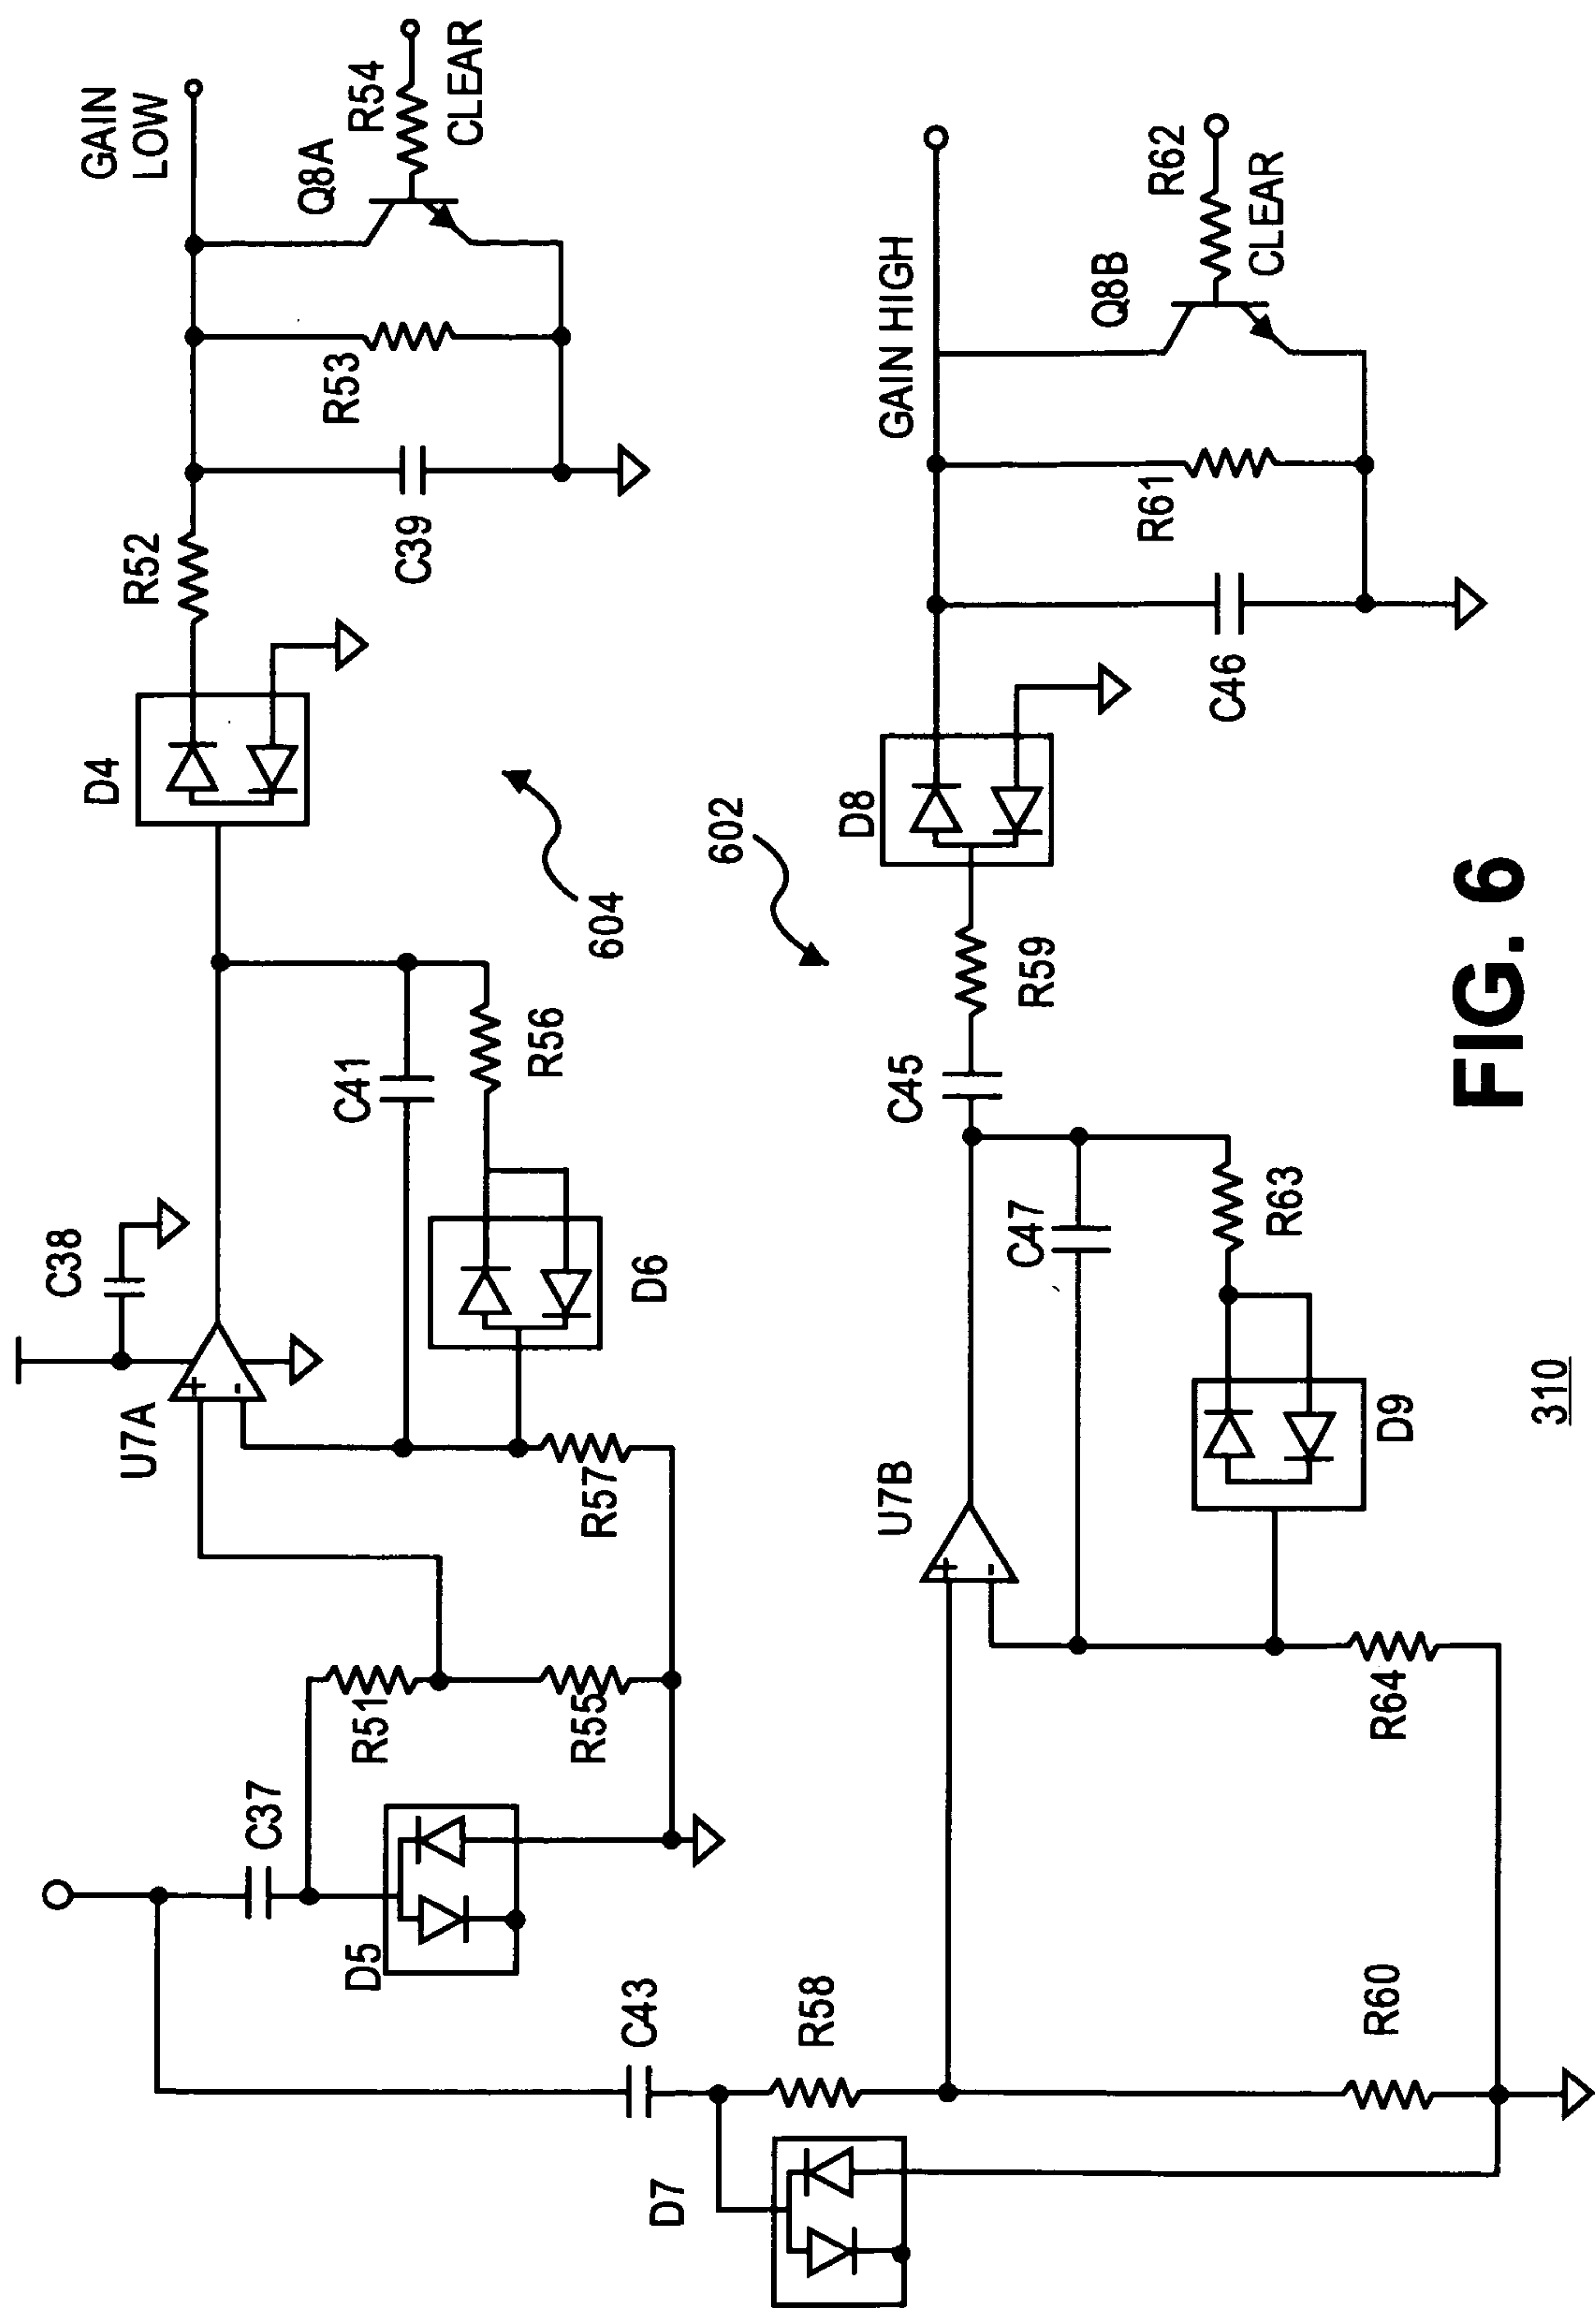 GAIN
LOW
R54
CLEAR
Q8A
R53
C39
R52
D4
604
C41
R56
C38
D6
U7A
+
-
R57
R51
R55
C37
D5
GAIN HIGH
R62
CLEAR
Q8B
R61
C46
D8
602
R59
C45
C47
R63
D9
U7B
+
-
R64
C43
R58
R60
D7
310
FIG. 6